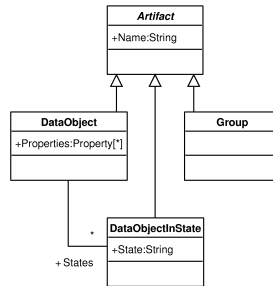 Artifact
+Name:String
DataObject
+Properties:Property[*]
Group
*
+ States
DataObjectInState
+State:String